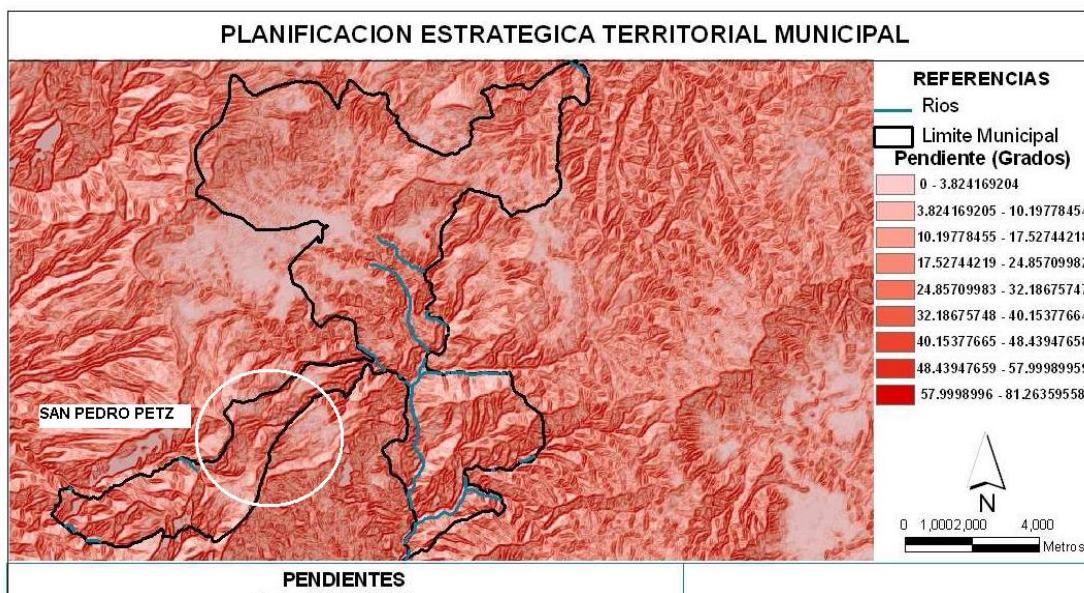 PLANIFICACION ESTRATEGICA TERRITORIAL MUNICIPAL
REFERENCIAS
Rios
Limite Municipal
Pendiente (Grados)
0 - 3.824169204
3.824169205 - 10.19778454
10.19778455 - 17.52744218
17.52744219 - 24.85709982
24.85709983 - 32.18675747
32.18675748 - 40.15377664
40.15377665 - 48.43947658
48.43947659 - 57.99989959
57.9998996 - 81.26359558
SAN PEDRO PETZ
N
0 1,0002,000 4,000
Metros
PENDIENTES